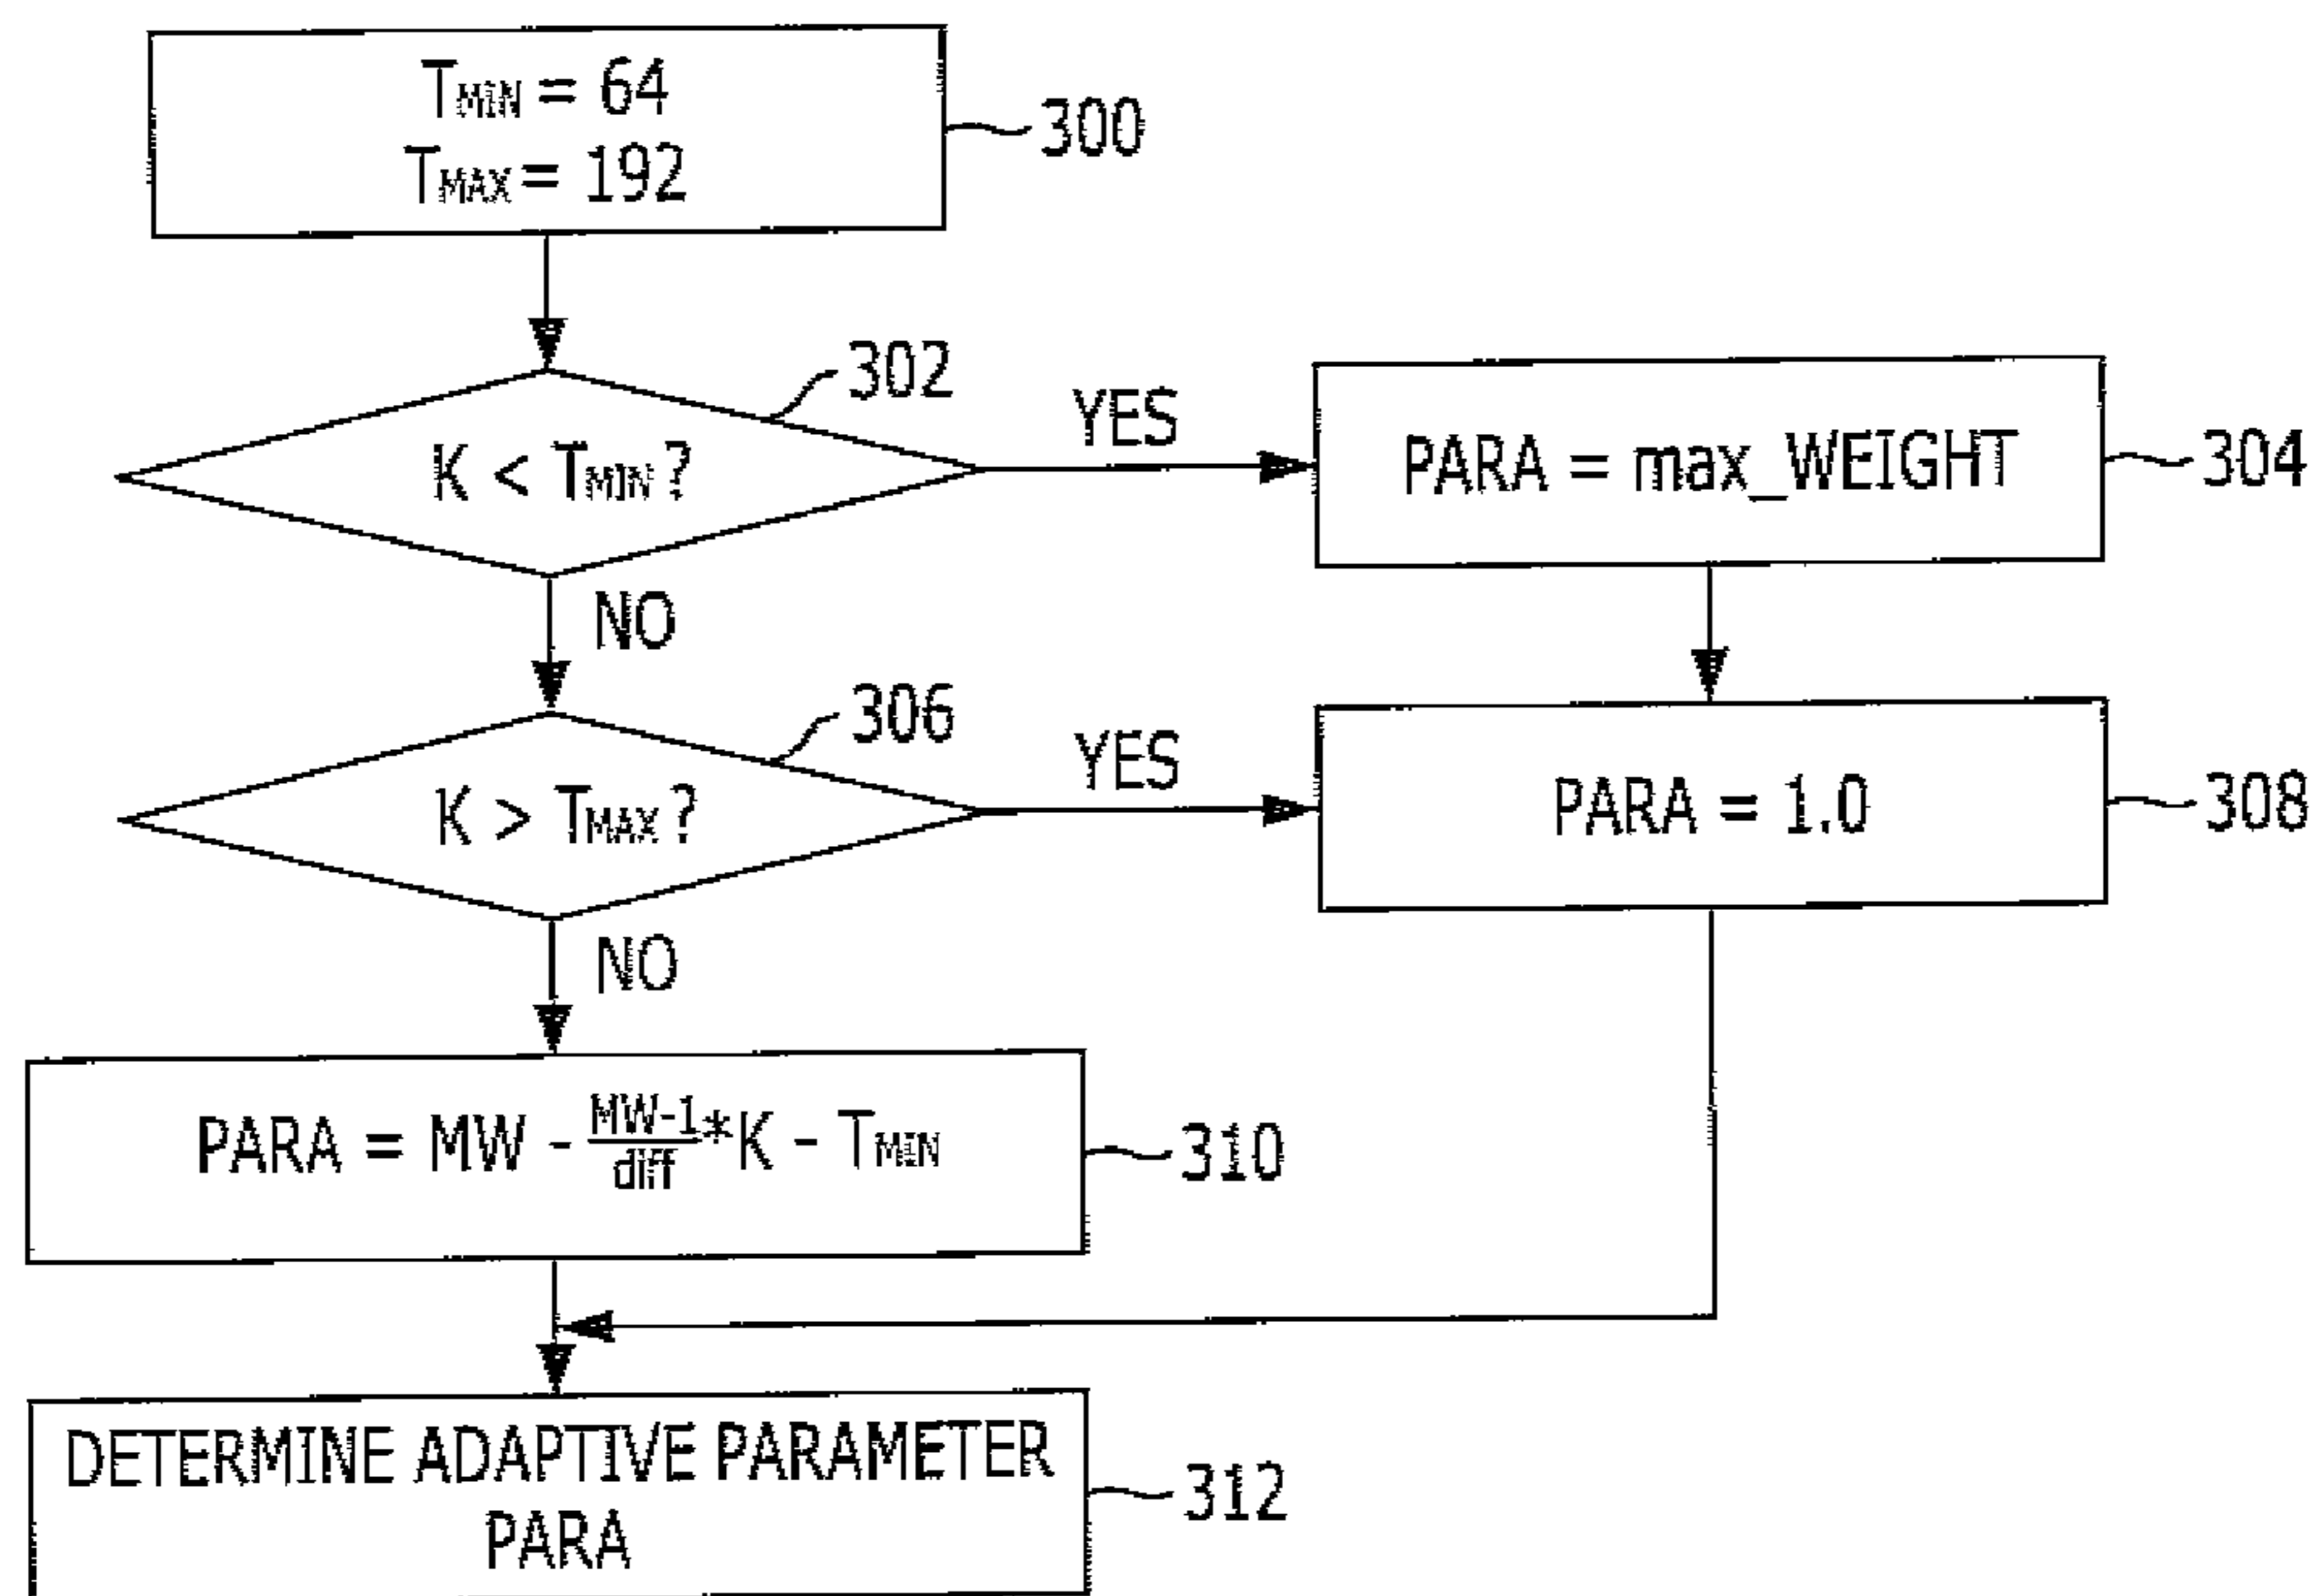 TMIN = 64
TMAX = 192
300
302
K < TMIN ?
YES
PARA = max_WEIGHT
304
NO
306
K > TMAX ?
YES
PARA = 1.0
308
NO
PARA = MW - MW-1/diff *K - TMIN
310
DETERMINE ADAPTIVE PARAMETER
PARA
312